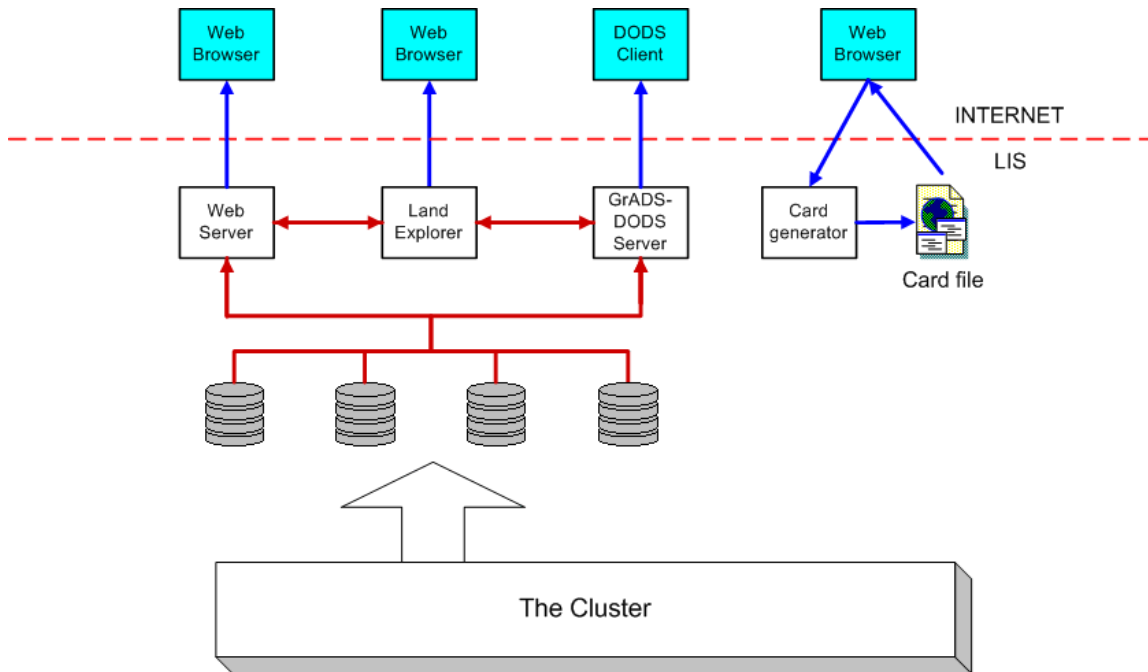 Web
Browser
Web
Browser
DODS
Client
Web
Browser
INTERNET
LIS
Web
Server
Land
Explorer
GrADS-
DODS
Server
Card
generator
Card file
The Cluster